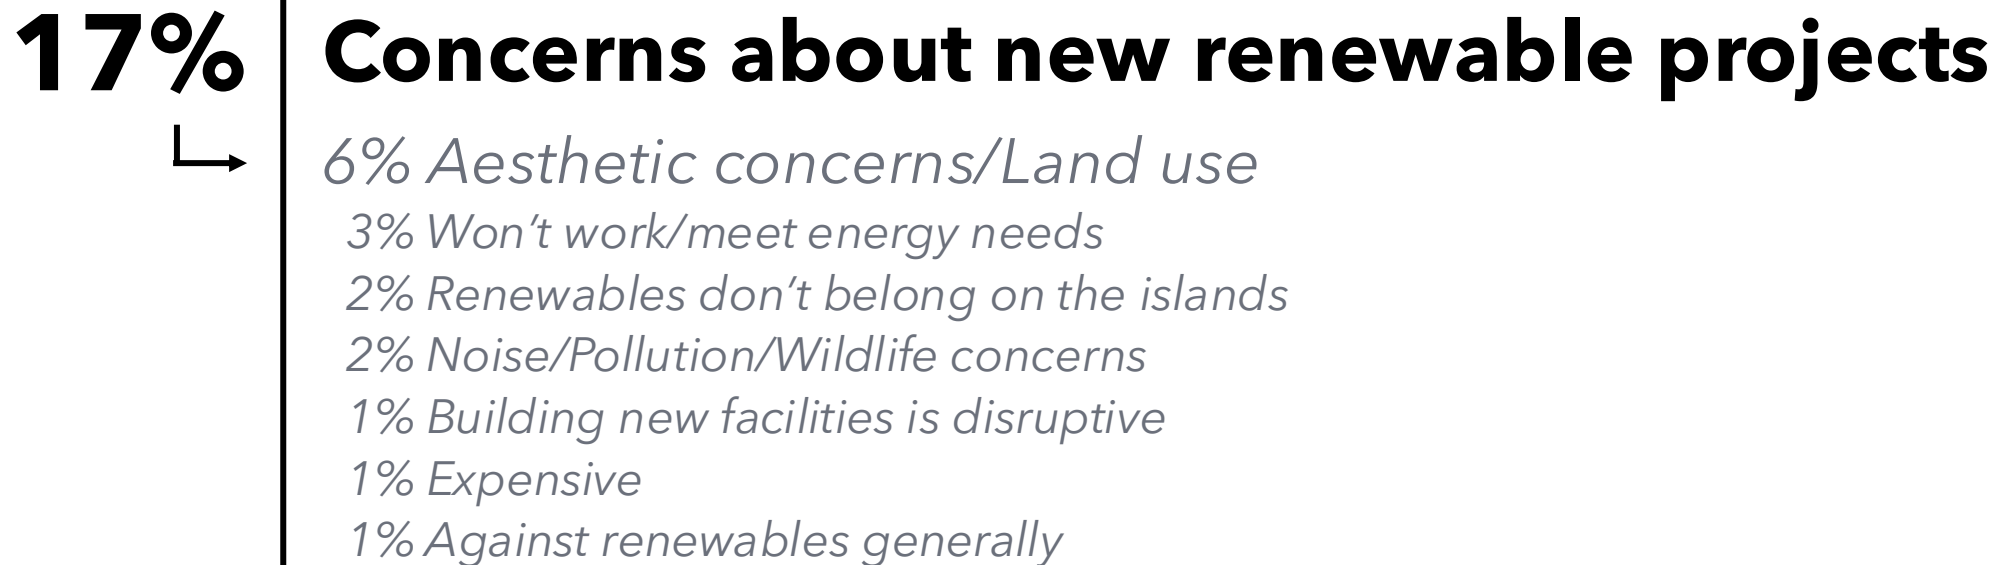 17% Concerns about new renewable projects
6% Aesthetic concerns/Land use
3% Won’t work/meet energy needs
2% Renewables don’t belong on the islands
2% Noise/Pollution/Wildlife concerns
1% Building new facilities is disruptive
1% Expensive
1% Against renewables generally